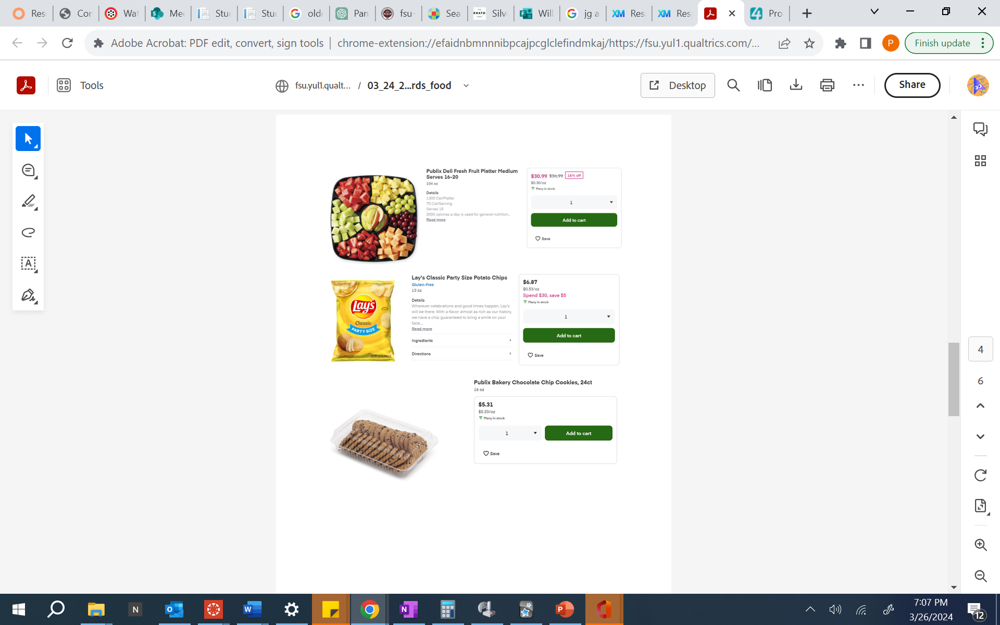 Res
Con
Wat
Me
Stu
Stu
olde
Pan
fsu-
Sea
KHATO
Silv
Will
jg a
XM Res
XM Res
Pro
Adobe Acrobat: PDF edit, convert, sign tools
chrome-extension://efaidnbmnnnibpcajpcglclefindmkaj/https://fsu.yul1.qualtrics.com/...
P
Finish update
Tools
fsu.yul1.qualt... / 03_24_2...rds_food
Desktop
Share
Publix Deli Fresh Fruit Platter Medium
Serves 16-20
104 oz
Details
1300 Cal/Platter
70 Cal/Serving
Serves 18
2000 calories a day is used for general nutrition...
Read more
$30.99 $36.99 16% off
$0.30/oz
Many in stock
1
Add to cart
Save
Lay's
Classic
PARTY SIZE
Lay's Classic Party Size Potato Chips
Gluten-Free
13 oz
Details
Wherever celebrations and good times happen, Lay's
will be there. With a flavor almost as rich as our history,
we have a chip guaranteed to bring a smile on your
face...
Read more
Ingredients
Directions
$6.87
$0.53/oz
Spend $30, save $5
Many in stock
1
Add to cart
Save
Publix Bakery Chocolate Chip Cookies, 24ct
16 oz
$5.31
$0.33/oz
Many in stock
1
Add to cart
Save
4
6
7:07 PM
3/26/2024
12